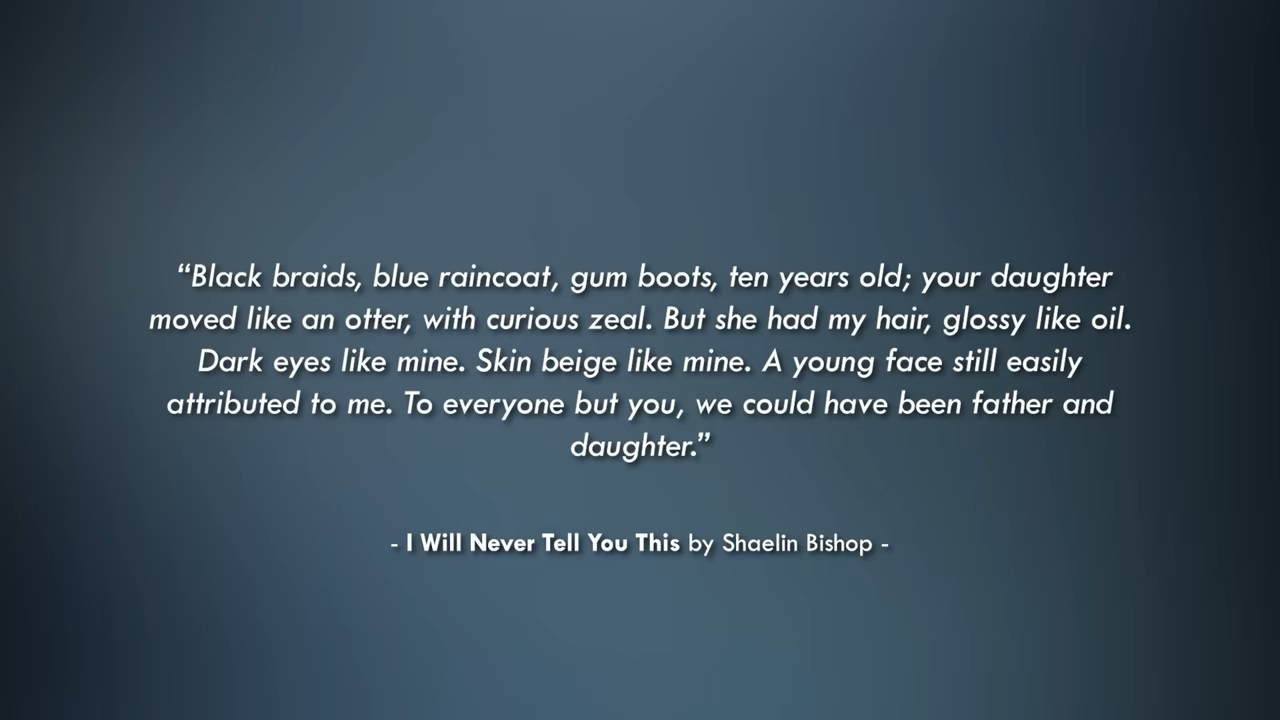 “Black braids, blue raincoat, gum boots, ten years old; your daughter
moved like an otter, with curious zeal. But she had my hair, glossy like oil.
Dark eyes like mine. Skin beige like mine. A young face still easily
attributed to me. To everyone but you, we could have been father and
daughter.”
- I Will Never Tell You This by Shaelin Bishop -